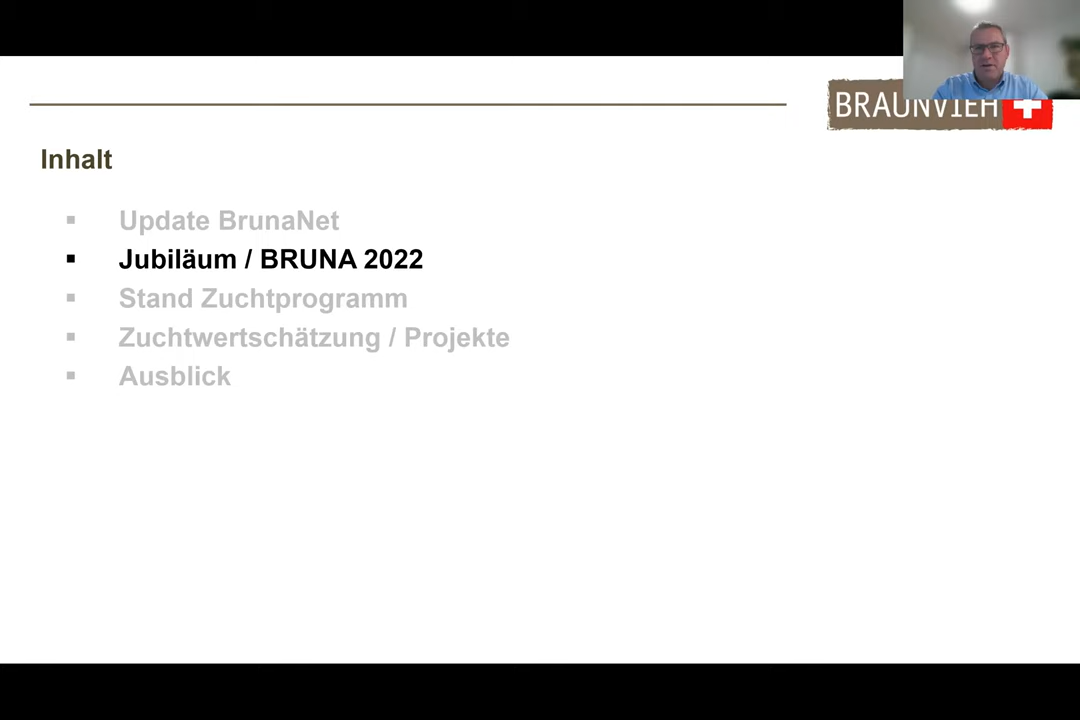 BRAUNVIEH
Inhalt
▪ Update BrunaNet
▪ Jubiläum / BRUNA 2022
▪ Stand Zuchtprogramm
▪ Zuchtwertschätzung / Projekte
▪ Ausblick